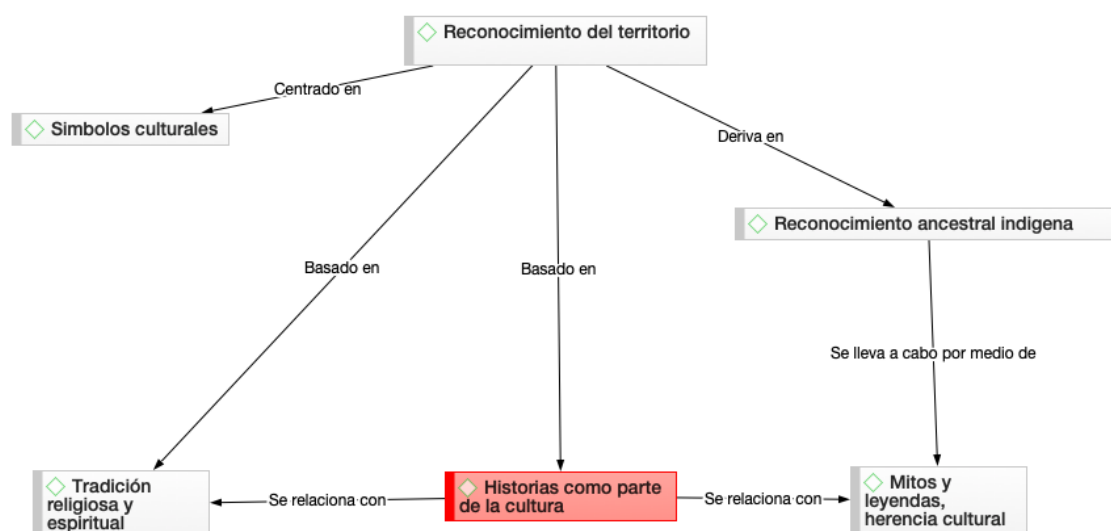 Reconocimiento del territorio
Centrado en
Simbolos culturales
Deriva en
Reconocimiento ancestral indigena
Basado en
Basado en
Se lleva a cabo por medio de
Tradición
religiosa y
espiritual
Se relaciona con
Historias como parte
de la cultura
Se relaciona con
Mitos y
leyendas,
herencia cultural